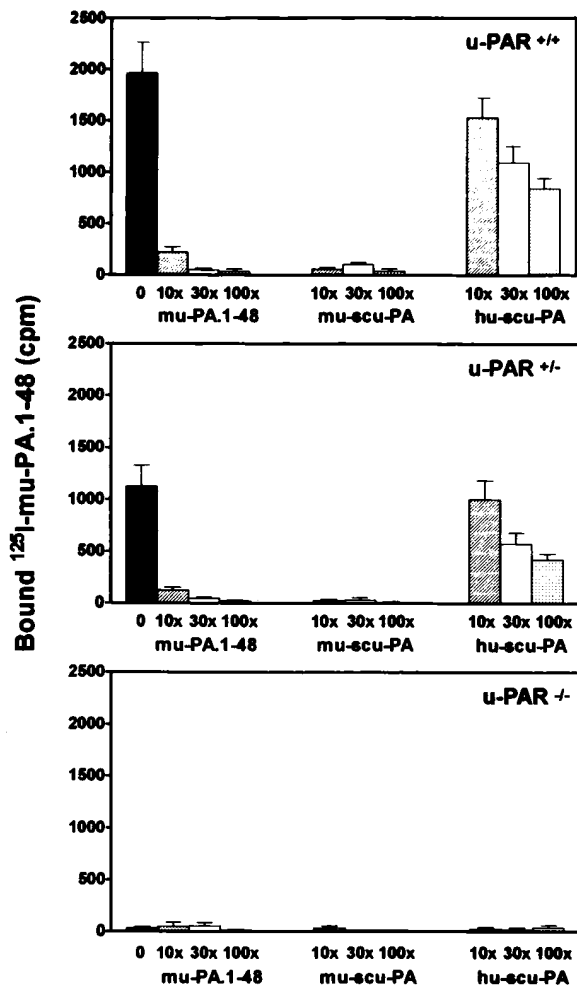 Bound ¹²⁵I-mu-PA.1-48 (cpm)
u-PAR +/+
2500
2000
1500
1000
500
0
0 10x 30x 100x 10x 30x 100x 10x 30x 100x
mu-PA.1-48 mu-scu-PA hu-scu-PA
u-PAR +/-
2500
2000
1500
1000
500
0
0 10x 30x 100x 10x 30x 100x 10x 30x 100x
mu-PA.1-48 mu-scu-PA hu-scu-PA
u-PAR -/-
2500
2000
1500
1000
500
0
0 10x 30x 100x 10x 30x 100x 10x 30x 100x
mu-PA.1-48 mu-scu-PA hu-scu-PA